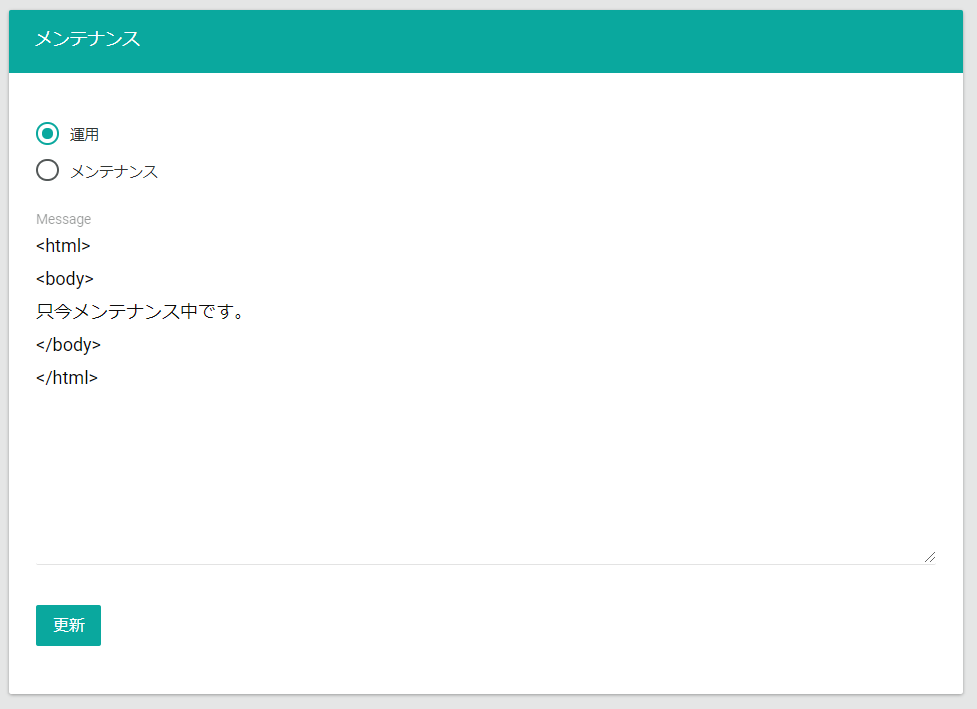 メンテナンス
運用
メンテナンス
Message
<html>
<body>
只今メンテナンス中です。
</body>
</html>
更新